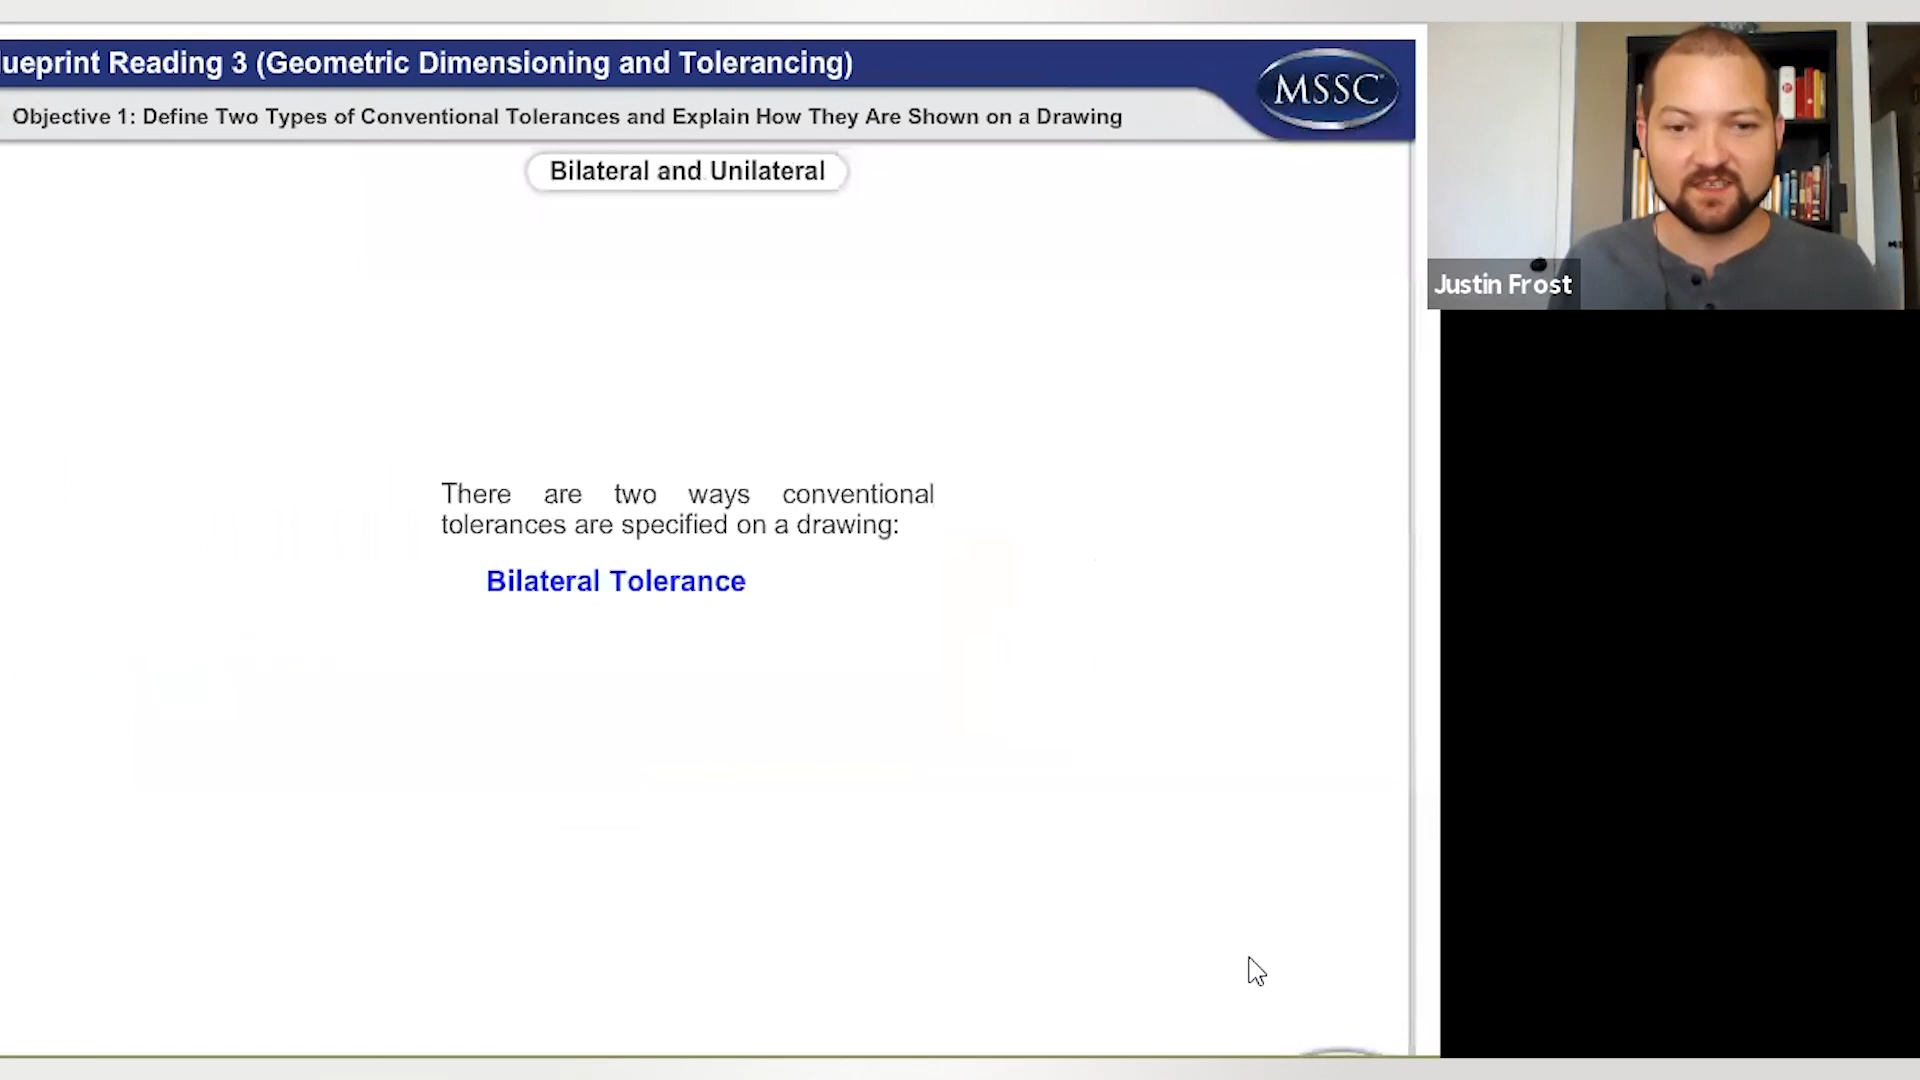 lueprint Reading 3 (Geometric Dimensioning and Tolerancing)
MSSC
Objective 1: Define Two Types of Conventional Tolerances and Explain How They Are Shown on a Drawing
Bilateral and Unilateral
Justin Frost
There are two ways conventional
tolerances are specified on a drawing:
Bilateral Tolerance